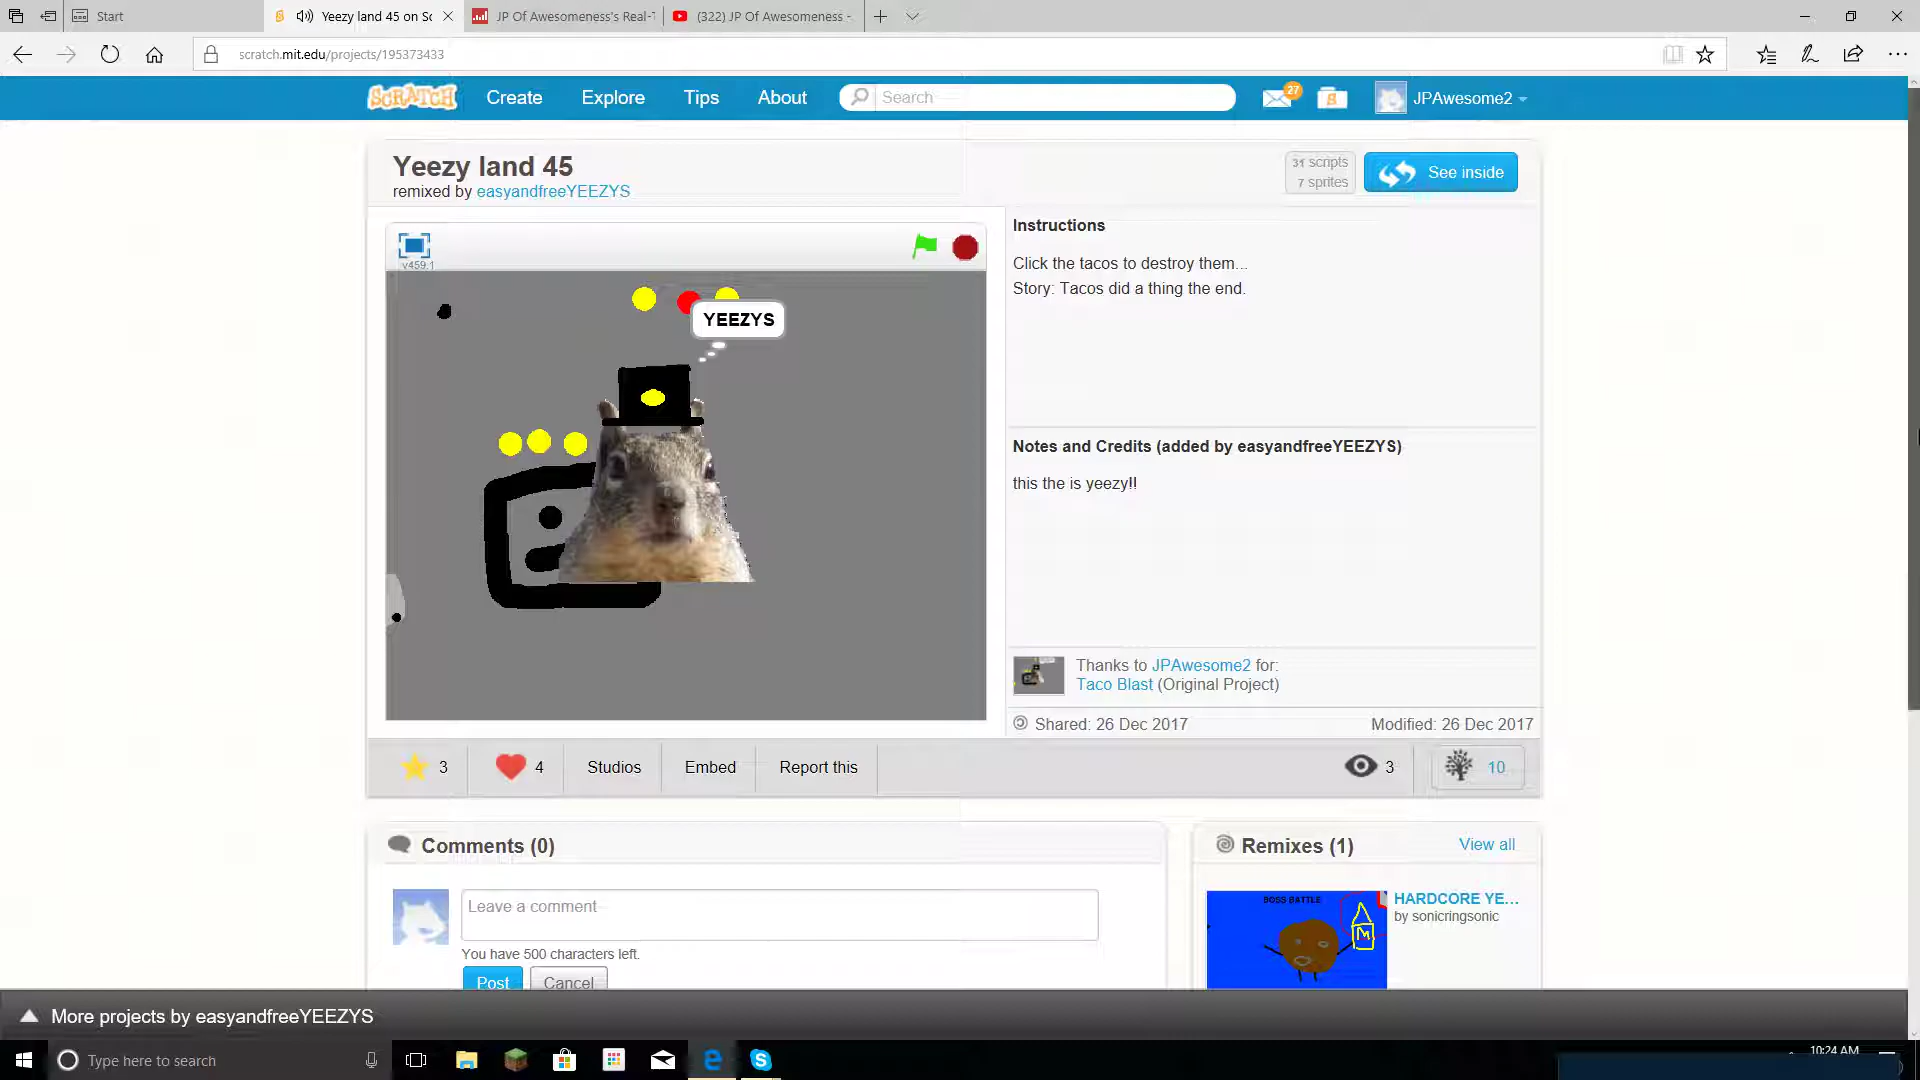 Start
Yeezy land 45 on Sc
JP Of Awesomeness's Real-T
(322) JP Of Awesomeness -
scratch.mit.edu/projects/195373433
SCRATCH
Create
Explore
Tips
About
Search
27
JPAwesome2
Yeezy land 45
remixed by easyandfreeYEEZYS
31 scripts
7 sprites
See inside
v459.1
YEEZYS
Instructions
Click the tacos to destroy them...
Story: Tacos did a thing the end.
Notes and Credits (added by easyandfreeYEEZYS)
this the is yeezy!!
Thanks to JPAwesome2 for:
Taco Blast (Original Project)
Shared: 26 Dec 2017
Modified: 26 Dec 2017
3
4
Studios
Embed
Report this
3
10
Comments (0)
Leave a comment
You have 500 characters left.
Post
Cancel
Remixes (1)
View all
BOSS BATTLE
M
HARDCORE YE...
by sonicringsonic
More projects by easyandfreeYEEZYS
Type here to search
10:24 AM